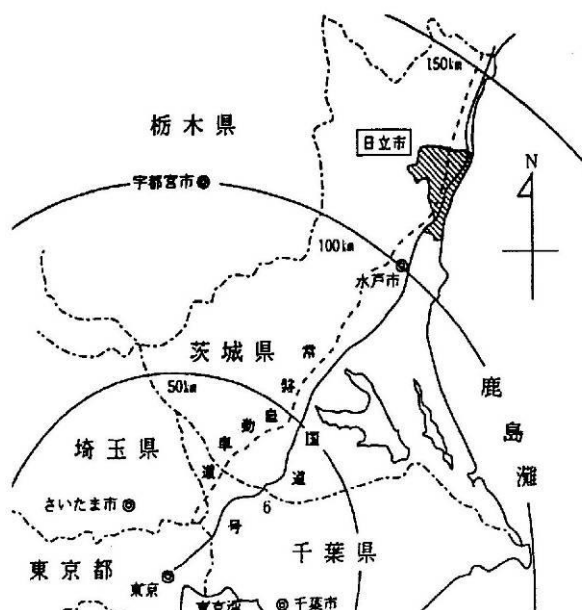 150km
栃木県
日立市
N
宇都宮市
100km
水戸市
茨城県
常磐自動車道
50km
国道6号
鹿島灘
埼玉県
さいたま市
千葉県
東京都
東京
東京湾
千葉市